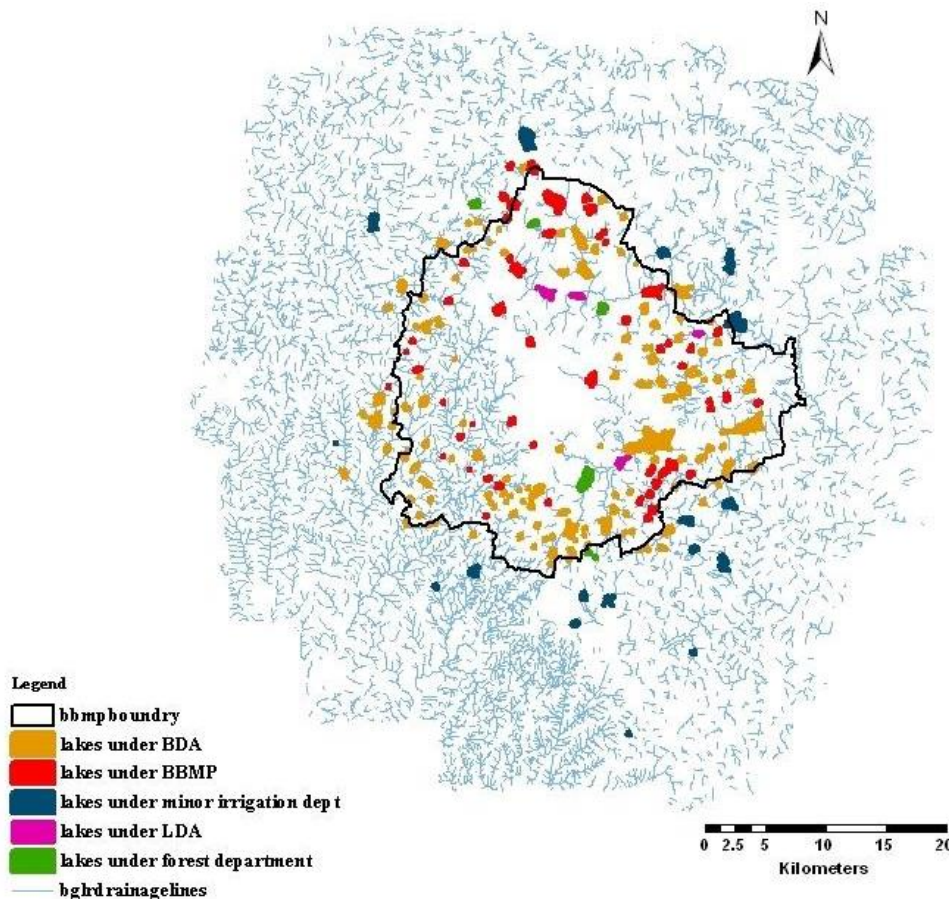 N
Legend
bbmpboundry
lakes under BDA
lakes under BBMP
lakes under minor irrigation dept
lakes under LDA
lakes under forest department
bglrdrainagelines
0 2.5 5 10 15 20
Kilometers